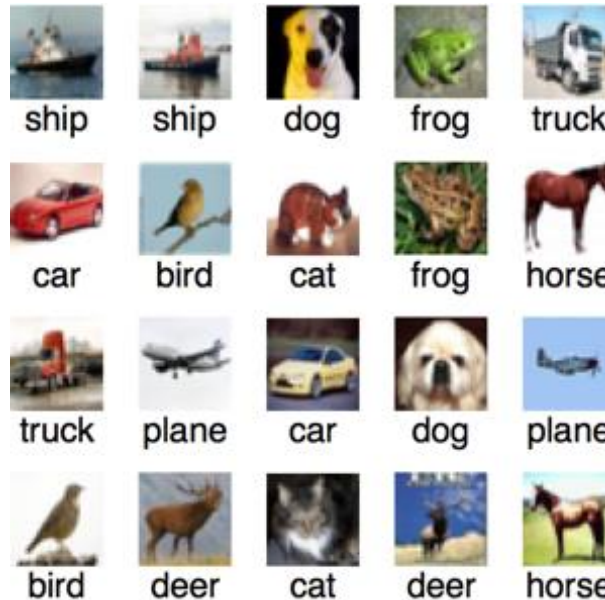 ship ship dog frog truck
car bird cat frog horse
truck plane car dog plane
bird deer cat deer horse